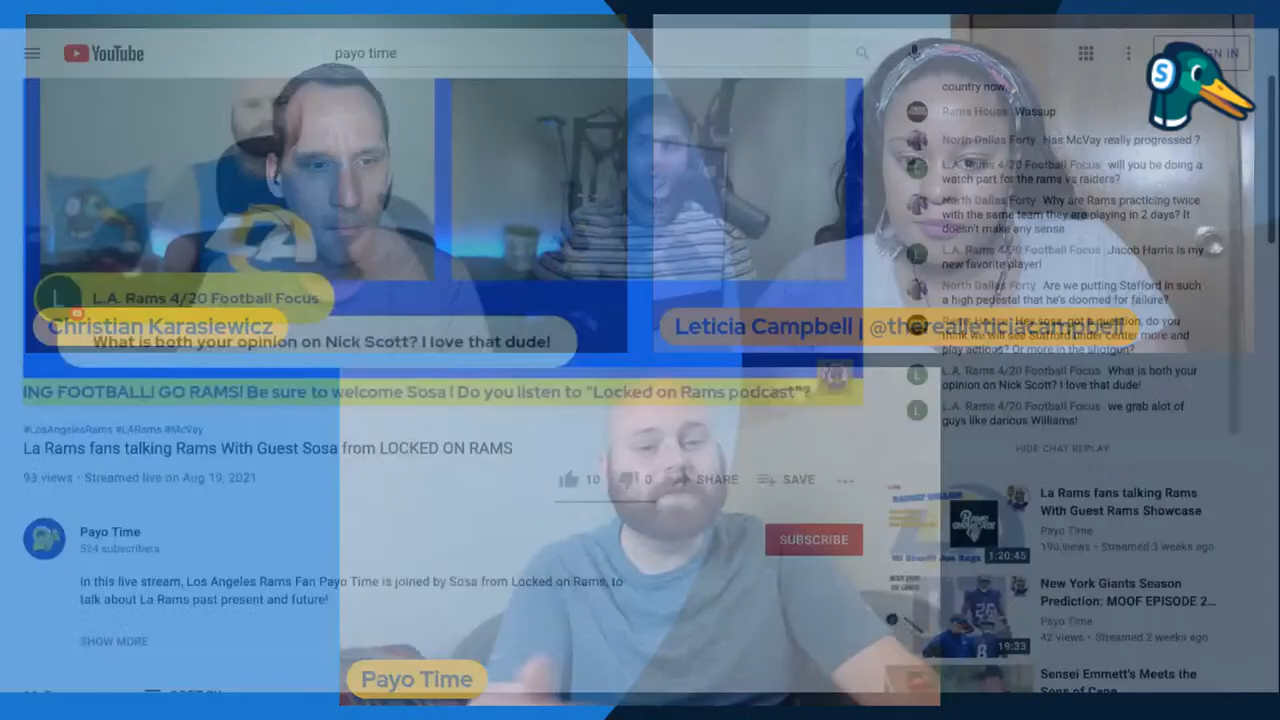 YouTube
payo time
SIGN IN
S
country now.
Rams House Wassup
North Dallas Forty Has McVay really progressed ?
L.A. Rams 4/20 Football Focus will you be doing a
watch part for the rams vs raiders?
North Dallas Forty Why are Rams practicing twice
with the same team they are playing in 2 days? It
doesn't make any sense
L.A. Rams 4/20 Football Focus Jacob Harris is my
new favorite player!
North Dallas Forty Are we putting Stafford in such
a high pedestal that he's doomed for failure?
Hey sosa, got a question, do you
think we will see Stafford under center more and
play actions? Or more in the shotgun?
L.A. Rams 4/20 Football Focus What is both your
opinion on Nick Scott? I love that dude!
L.A. Rams 4/20 Football Focus we grab alot of
guys like darious Williams!
HIDE CHAT REPLAY
L
L.A. Rams 4/20 Football Focus
Christian Karasiewicz
What is both your opinion on Nick Scott? I love that dude!
Leticia Campbell | @therealleticiacampbell
ING FOOTBALL! GO RAMS! Be sure to welcome Sosa | Do you listen to "Locked on Rams podcast"?
#LosAngelesRams #LARams #McVay
La Rams fans talking Rams With Guest Sosa from LOCKED ON RAMS
93 views • Streamed live on Aug 19, 2021
10
0
SHARE
SAVE
Payo Time
524 subscribers
SUBSCRIBE
In this live stream, Los Angeles Rams Fan Payo Time is joined by Sosa from Locked on Rams, to
talk about La Rams past present and future!
SHOW MORE
Payo Time
La Rams fans talking Rams
With Guest Rams Showcase
Payo Time
190 views • Streamed 3 weeks ago
1:20:45
New York Giants Season
Prediction: MOOF EPISODE 2...
Payo Time
42 views • Streamed 2 weeks ago
19:33
Sensei Emmett's Meets the
Sons of Cane